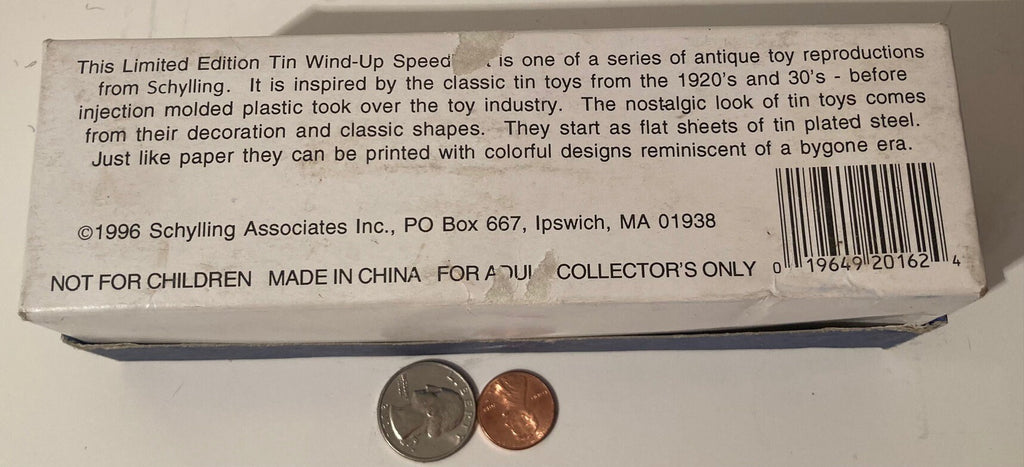 This Limited Edition Tin Wind-Up is one of a series of antique toy reproductions
from Schylling. It is inspired by the classic tin toys from the 1920's and 30's - before
injection molded plastic took over the toy industry. The nostalgic look of tin toys comes
from their decoration and classic shapes. They start as flat sheets of tin plated steel.
Just like paper they can be printed with colorful designs reminiscent of a bygone era.
©1996 Schylling Associates Inc., PO Box 667, Ipswich, MA 01938
NOT FOR CHILDREN MADE IN CHINA FOR COLLECTOR'S ONLY
0 19649 20162 4